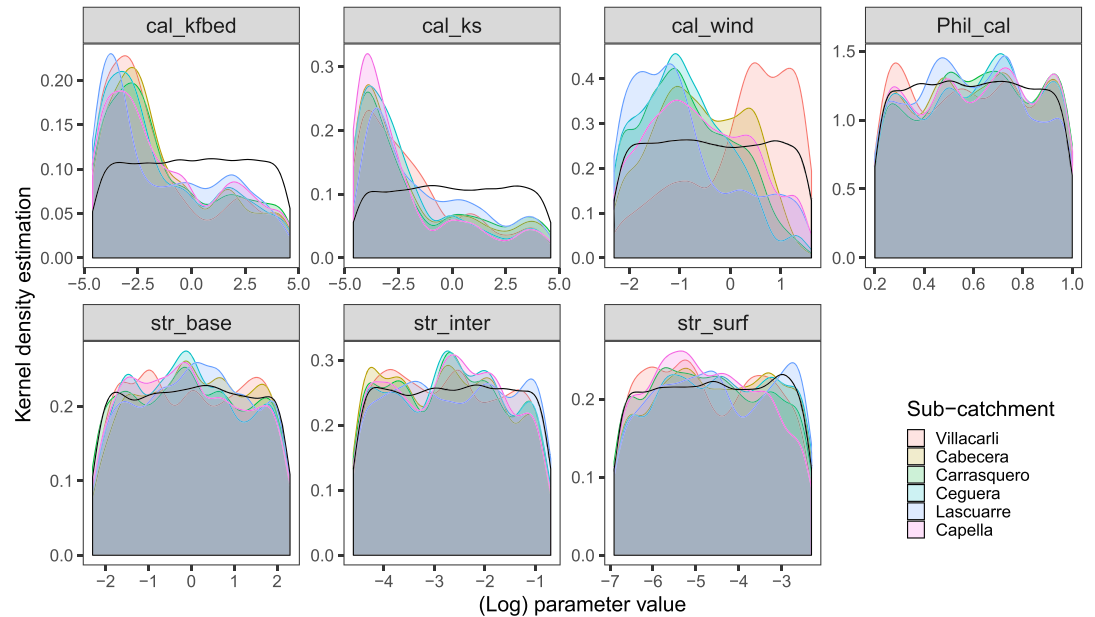 cal_kfbed cal_ks cal_wind Phil_cal
0.20
0.15
0.10
0.05
0.00
−5.0 −2.5 0.0 2.5 5.0
0.3
0.2
0.1
0.0
−5.0 −2.5 0.0 2.5 5.0
0.4
0.3
0.2
0.1
0.0
−2 −1 0 1
1.5
1.0
0.5
0.0
0.2 0.4 0.6 0.8 1.0
Kernel density estimation
str_base str_inter str_surf
0.2
0.1
0.0
−2 −1 0 1 2
0.3
0.2
0.1
0.0
−4 −3 −2 −1
0.2
0.1
0.0
−7 −6 −5 −4 −3
(Log) parameter value
Sub−catchment
Villacarli
Cabecera
Carrasquero
Ceguera
Lascuarre
Capella